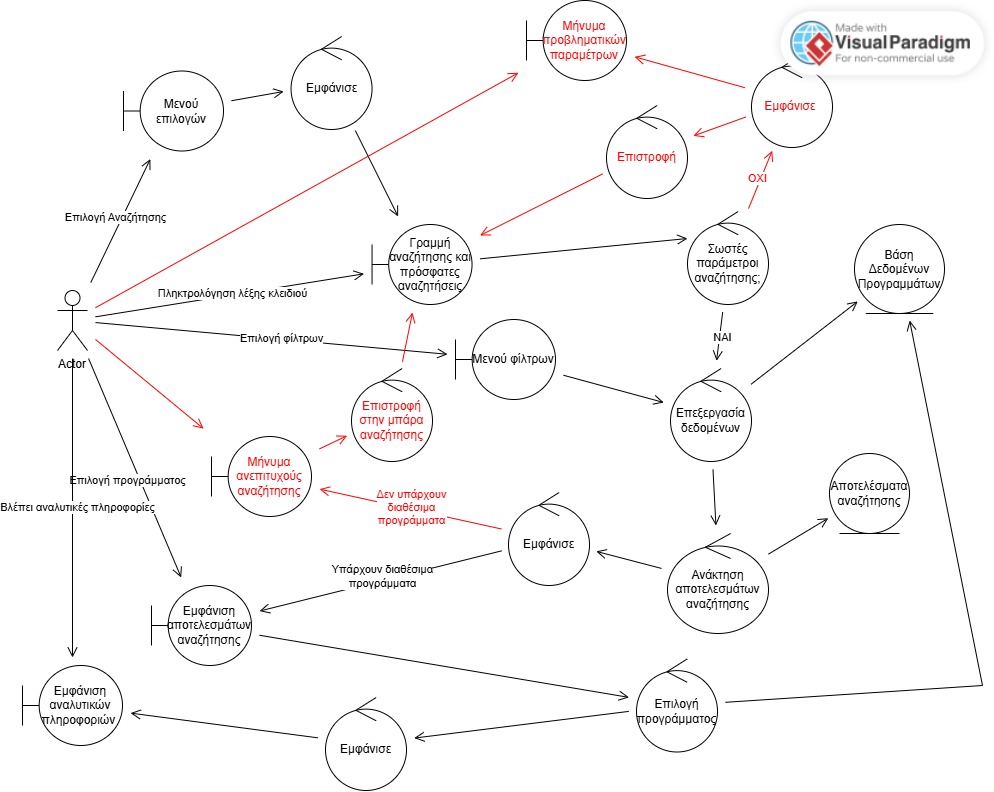 Made with
Visual Paradigm
For non-commercial use
Μήνυμα
προβληματικών
παραμέτρων
Εμφάνισε
Μενού
επιλογών
Εμφάνισε
Επιστροφή
ΟΧΙ
Επιλογή Αναζήτησης
Γραμμή
αναζήτησης και
πρόσφατες
αναζητήσεις
Σωστές
παράμετροι
αναζήτησης;
Βάση
Δεδομένων
Προγραμμάτων
Πληκτρολόγηση λέξης κλειδιού
Επιλογή φίλτρων
ΝΑΙ
Actor
Μενού φίλτρων
Επιστροφή
στην μπάρα
αναζήτησης
Επεξεργασία
δεδομένων
Μήνυμα
ανεπιτυχούς
αναζήτησης
Επιλογή προγράμματος
Βλέπει αναλυτικές πληροφορίες
Δεν υπάρχουν
διαθέσιμα
προγράμματα
Αποτελέσματα
αναζήτησης
Εμφάνισε
Υπάρχουν διαθέσιμα
προγράμματα
Ανάκτηση
αποτελεσμάτων
αναζήτησης
Εμφάνιση
αποτελεσμάτων
αναζήτησης
Εμφάνιση
αναλυτικών
πληροφοριών
Επιλογή
προγράμματος
Εμφάνισε